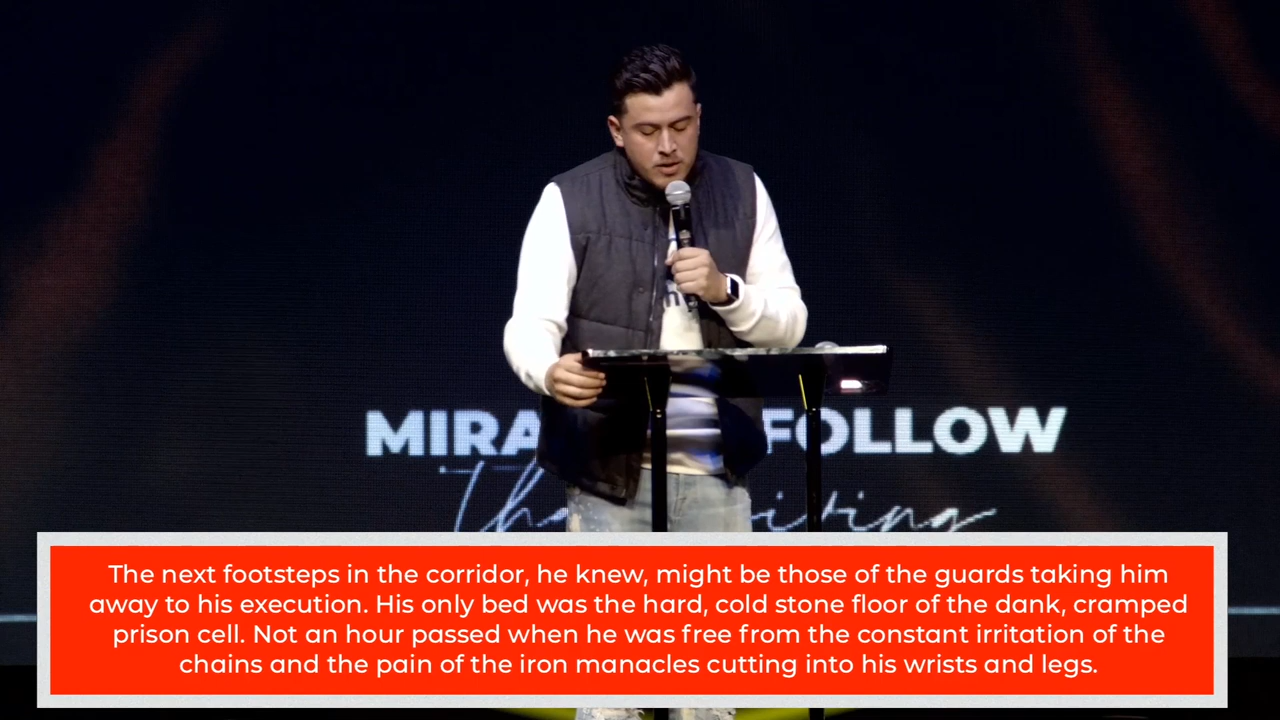 MIRA FOLLOW
The next footsteps in the corridor, he knew, might be those of the guards taking him
away to his execution. His only bed was the hard, cold stone floor of the dank, cramped
prison cell. Not an hour passed when he was free from the constant irritation of the
chains and the pain of the iron manacles cutting into his wrists and legs.